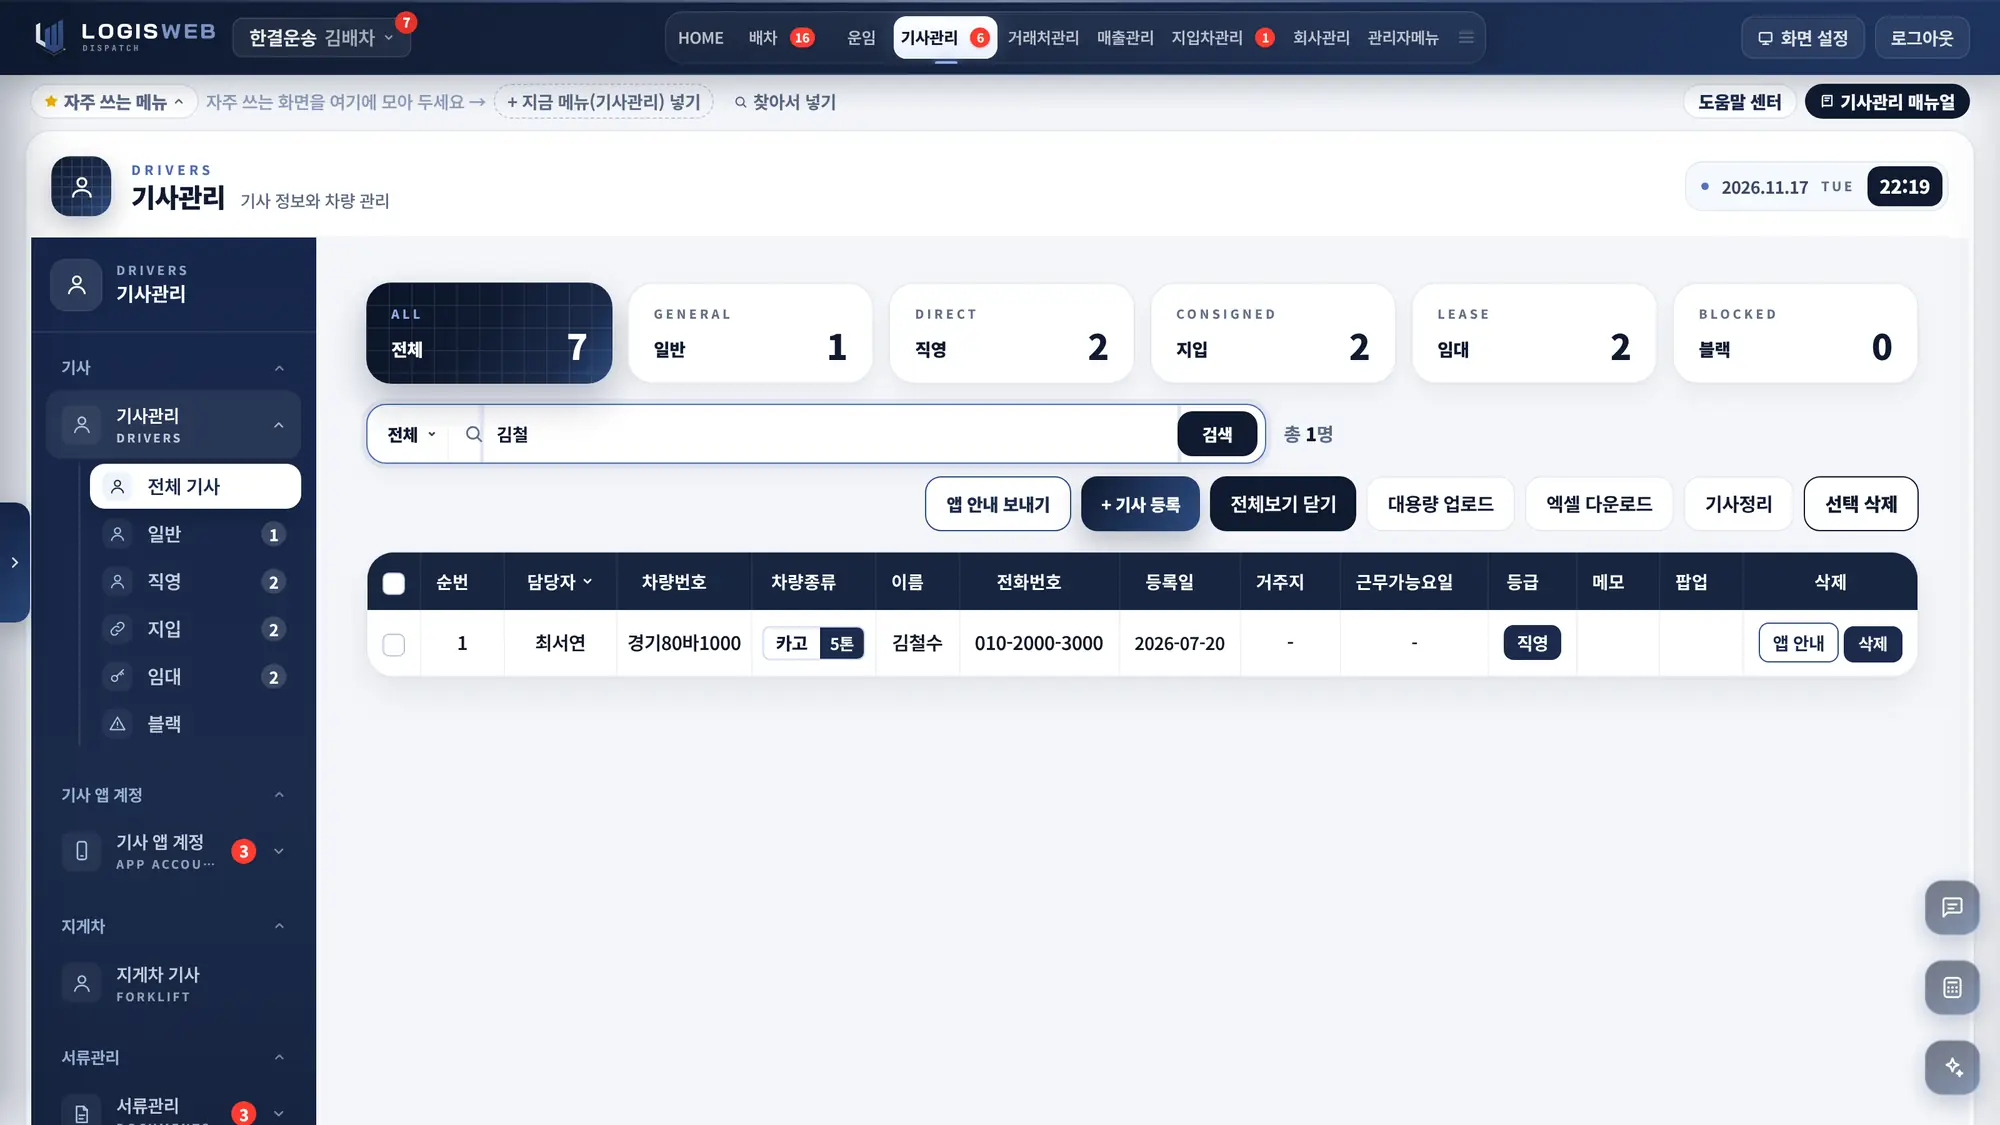 LOGISWEB
DISPATCH
한결운송 김배차
7
HOME
배차 16
운임
기사관리 6
거래처관리
매출관리
지입차관리 1
회사관리
관리자메뉴
화면 설정
로그아웃
자주 쓰는 메뉴
자주 쓰는 화면을 여기에 모아 두세요 →
+ 지금 메뉴(기사관리) 넣기
찾아서 넣기
도움말 센터
기사관리 매뉴얼
DRIVERS
기사관리 기사 정보와 차량 관리
2026.11.17 TUE 22:19
DRIVERS
기사관리
기사
기사관리
DRIVERS
전체 기사
일반 1
직영 2
지입 2
임대 2
블랙
기사 앱 계정
기사 앱 계정
APP ACCOU…
3
지게차
지게차 기사
FORKLIFT
서류관리
서류관리
3
ALL
전체 7
GENERAL
일반 1
DIRECT
직영 2
CONSIGNED
지입 2
LEASE
임대 2
BLOCKED
블랙 0
전체 김철 검색 총 1명
앱 안내 보내기
+ 기사 등록
전체보기 닫기
대용량 업로드
엑셀 다운로드
기사정리
선택 삭제
순번 담당자 차량번호 차량종류 이름 전화번호 등록일 거주지 근무가능요일 등급 메모 팝업 삭제
1 최서연 경기80바1000 카고 5톤 김철수 010-2000-3000 2026-07-20 - - 직영 앱 안내 삭제